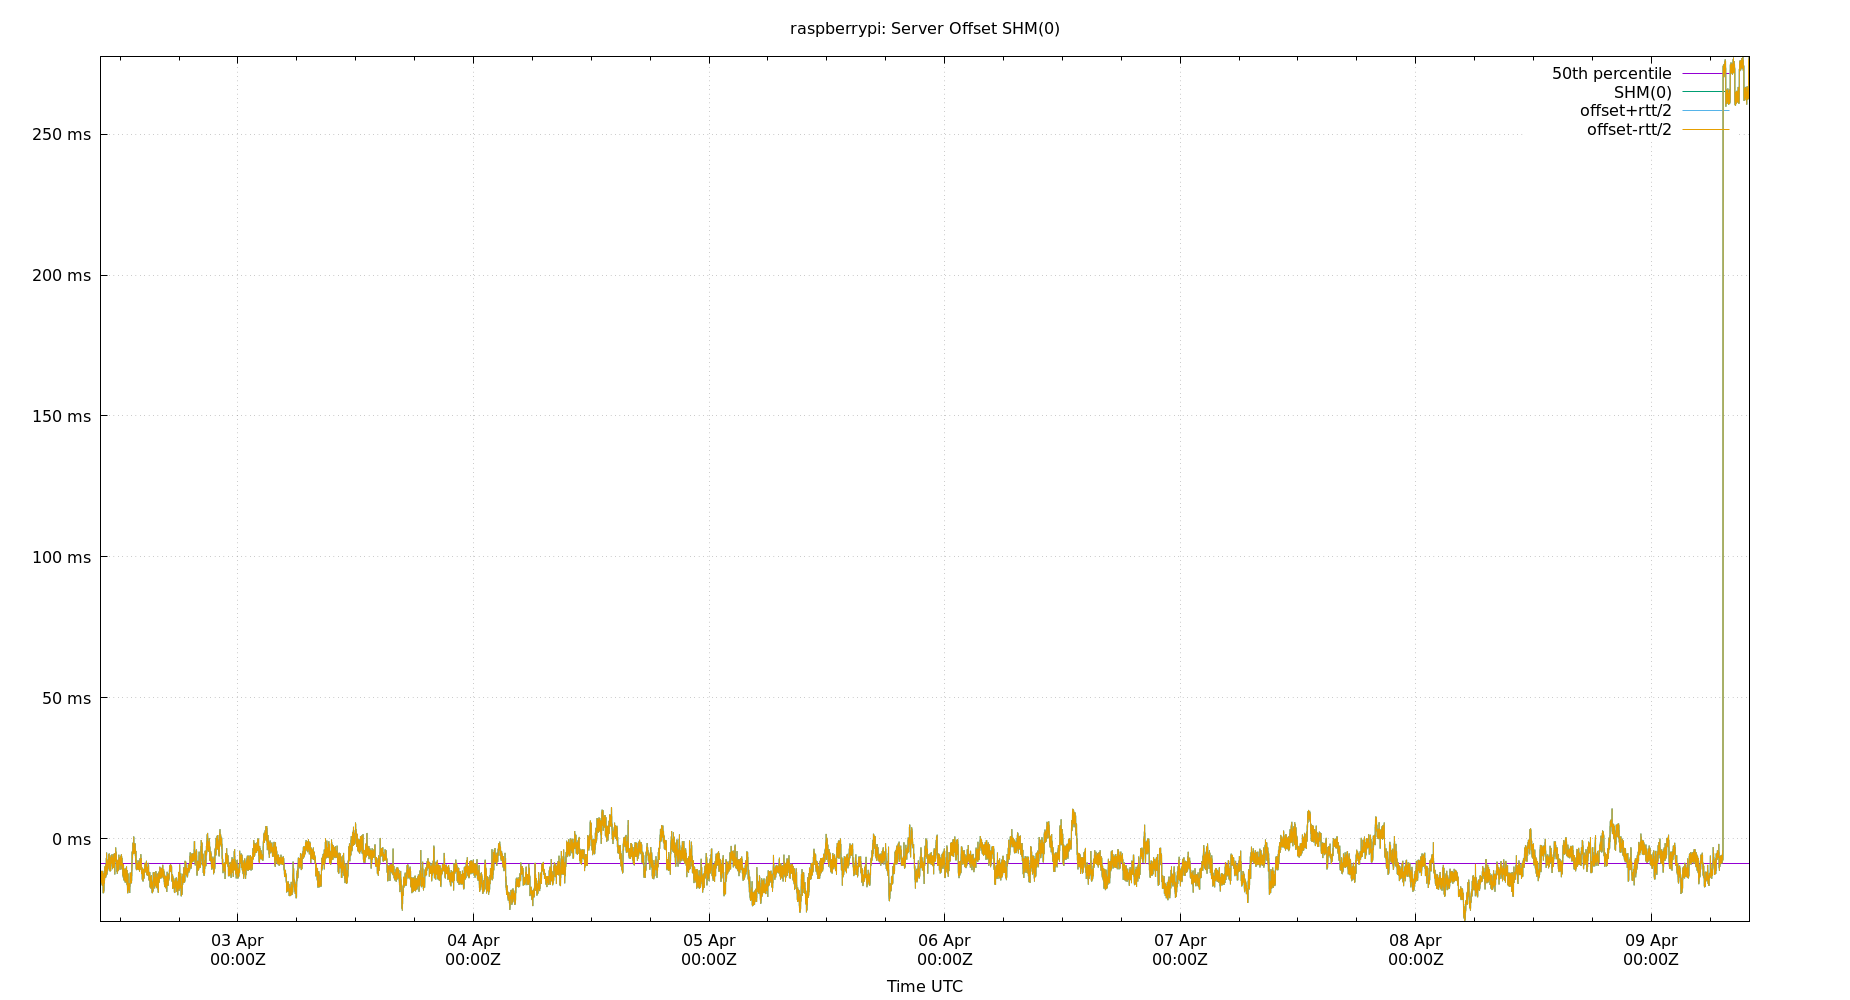 raspberrypi: Server Offset SHM(0)
50th percentile
SHM(0)
offset+rtt/2
offset-rtt/2
250 ms
200 ms
150 ms
100 ms
50 ms
0 ms
03 Apr 04 Apr 05 Apr 06 Apr 07 Apr 08 Apr 09 Apr
00:00Z 00:00Z 00:00Z 00:00Z 00:00Z 00:00Z 00:00Z
Time UTC